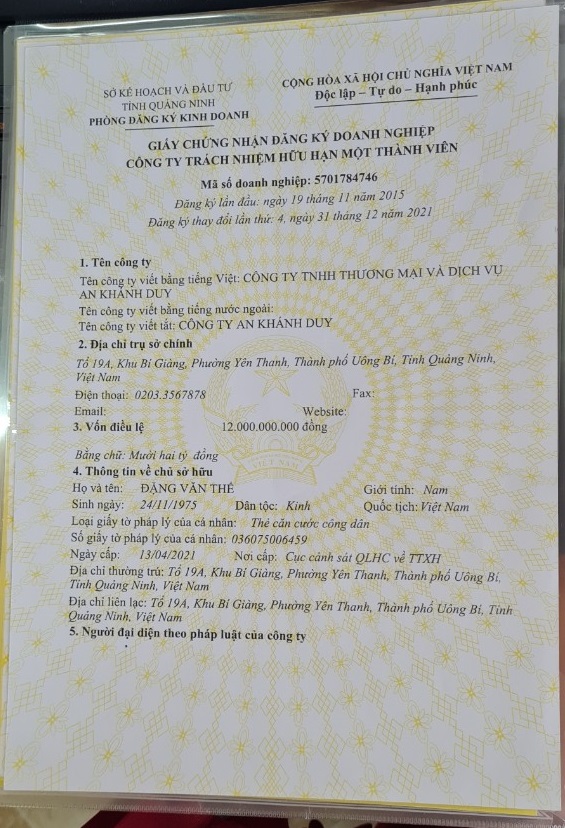 SỞ KẾ HOẠCH VÀ ĐẦU TƯ
TỈNH QUẢNG NINH
PHÒNG ĐĂNG KÝ KINH DOANH
CỘNG HÒA XÃ HỘI CHỦ NGHĨA VIỆT NAM
Độc lập – Tự do – Hạnh phúc
GIẤY CHỨNG NHẬN ĐĂNG KÝ DOANH NGHIỆP
CÔNG TY TRÁCH NHIỆM HỮU HẠN MỘT THÀNH VIÊN
Mã số doanh nghiệp: 5701784746
Đăng ký lần đầu: ngày 19 tháng 11 năm 2015
Đăng ký thay đổi lần thứ: 4, ngày 31 tháng 12 năm 2021
1. Tên công ty
Tên công ty viết bằng tiếng Việt: CÔNG TY TNHH THƯƠNG MẠI VÀ DỊCH VỤ
AN KHÁNH DUY
Tên công ty viết bằng tiếng nước ngoài:
Tên công ty viết tắt: CÔNG TY AN KHÁNH DUY
2. Địa chỉ trụ sở chính
Tổ 19A, Khu Bí Giàng, Phường Yên Thanh, Thành phố Uông Bí, Tỉnh Quảng Ninh,
Việt Nam
Điện thoại: 0203.3567878 Fax:
Email: Website:
3. Vốn điều lệ 12.000.000.000 đồng
Bằng chữ: Mười hai tỷ đồng
VIỆT NAM
4. Thông tin về chủ sở hữu
Họ và tên: ĐẶNG VĂN THẾ Giới tính: Nam
Sinh ngày: 24/11/1975 Dân tộc: Kinh Quốc tịch: Việt Nam
Loại giấy tờ pháp lý của cá nhân: Thẻ căn cước công dân
Số giấy tờ pháp lý của cá nhân: 036075006459
Ngày cấp: 13/04/2021 Nơi cấp: Cục cảnh sát QLHC về TTXH
Địa chỉ thường trú: Tổ 19A, Khu Bí Giàng, Phường Yên Thanh, Thành phố Uông Bí,
Tỉnh Quảng Ninh, Việt Nam
Địa chỉ liên lạc: Tổ 19A, Khu Bí Giàng, Phường Yên Thanh, Thành phố Uông Bí, Tỉnh
Quảng Ninh, Việt Nam
5. Người đại diện theo pháp luật của công ty